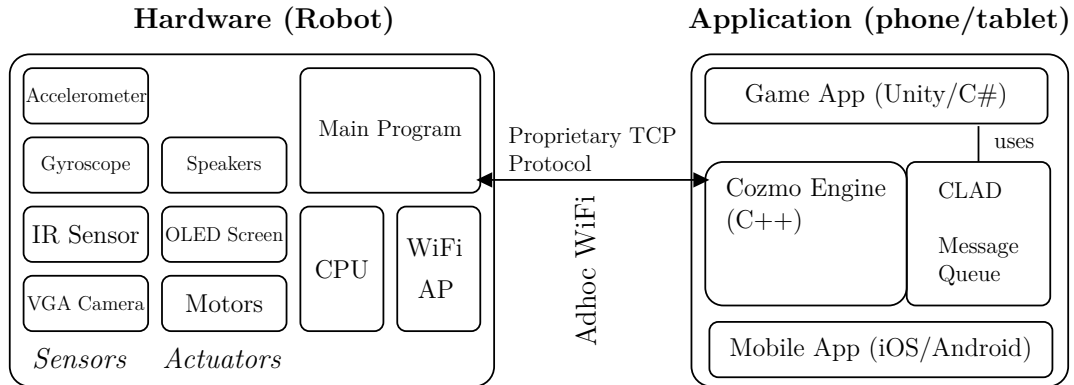 Hardware (Robot)
Application (phone/tablet)
Accelerometer
Gyroscope
IR Sensor
VGA Camera
Sensors
Speakers
OLED Screen
Motors
Actuators
Main Program
CPU
WiFi
AP
Proprietary TCP
Protocol
Adhoc WiFi
Game App (Unity/C#)
uses
Cozmo Engine
(C++)
CLAD
Message
Queue
Mobile App (iOS/Android)